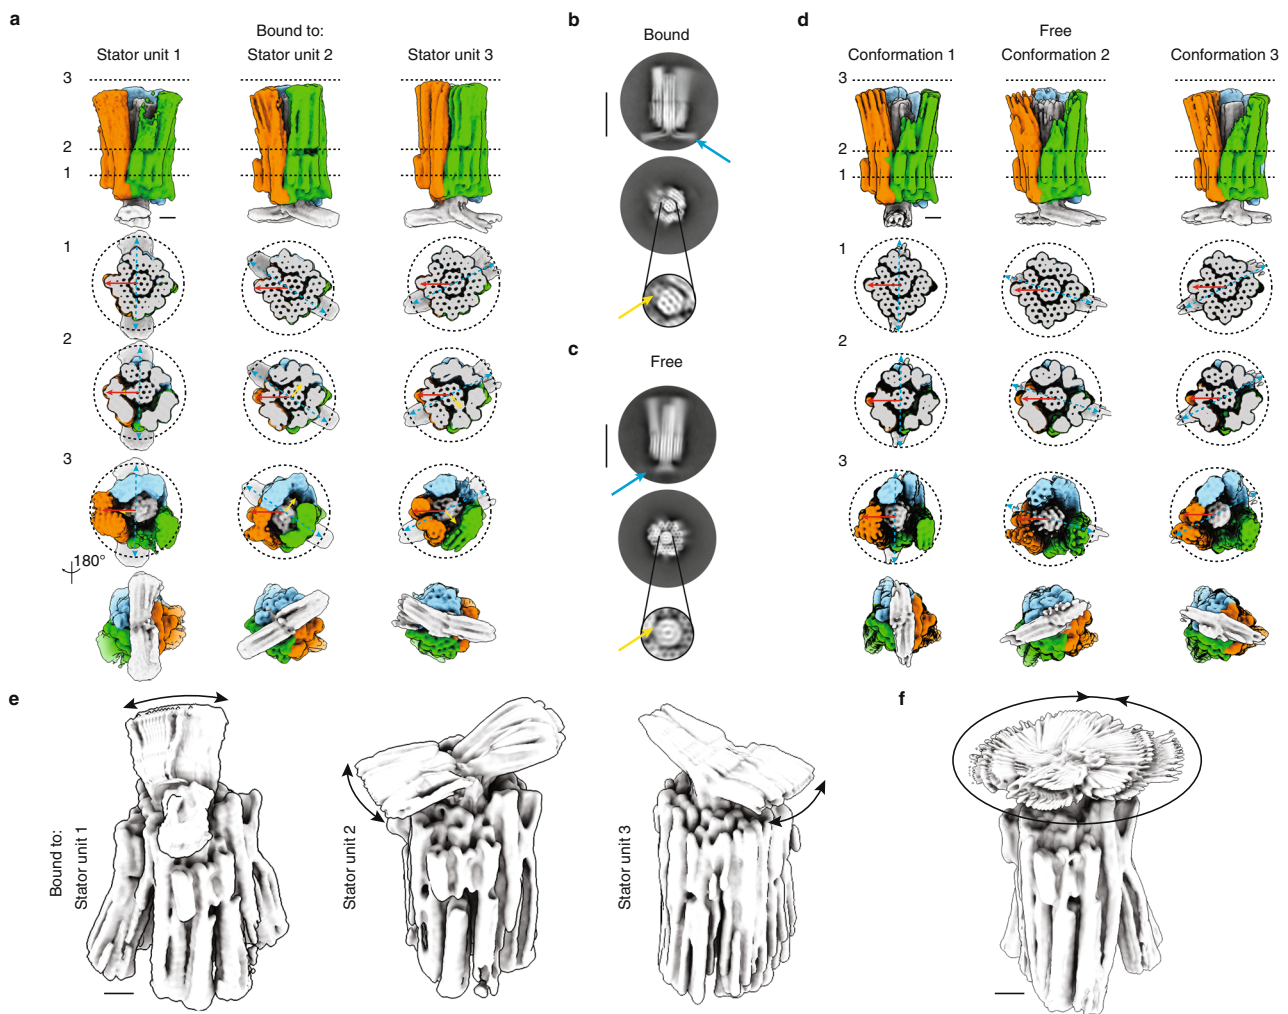 a
Bound to:
Stator unit 1
Stator unit 2
Stator unit 3
3
2
1
1
2
3
180°
b
Bound
c
Free
d
Free
Conformation 1
Conformation 2
Conformation 3
3
2
1
1
2
3
e
Bound to:
Stator unit 1
Stator unit 2
Stator unit 3
f